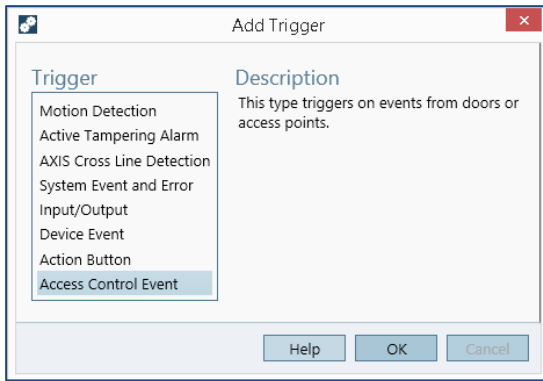 Add Trigger
Trigger
Motion Detection
Active Tampering Alarm
AXIS Cross Line Detection
System Event and Error
Input/Output
Device Event
Action Button
Access Control Event
Description
This type triggers on events from doors or
access points.
Help
OK
Cancel